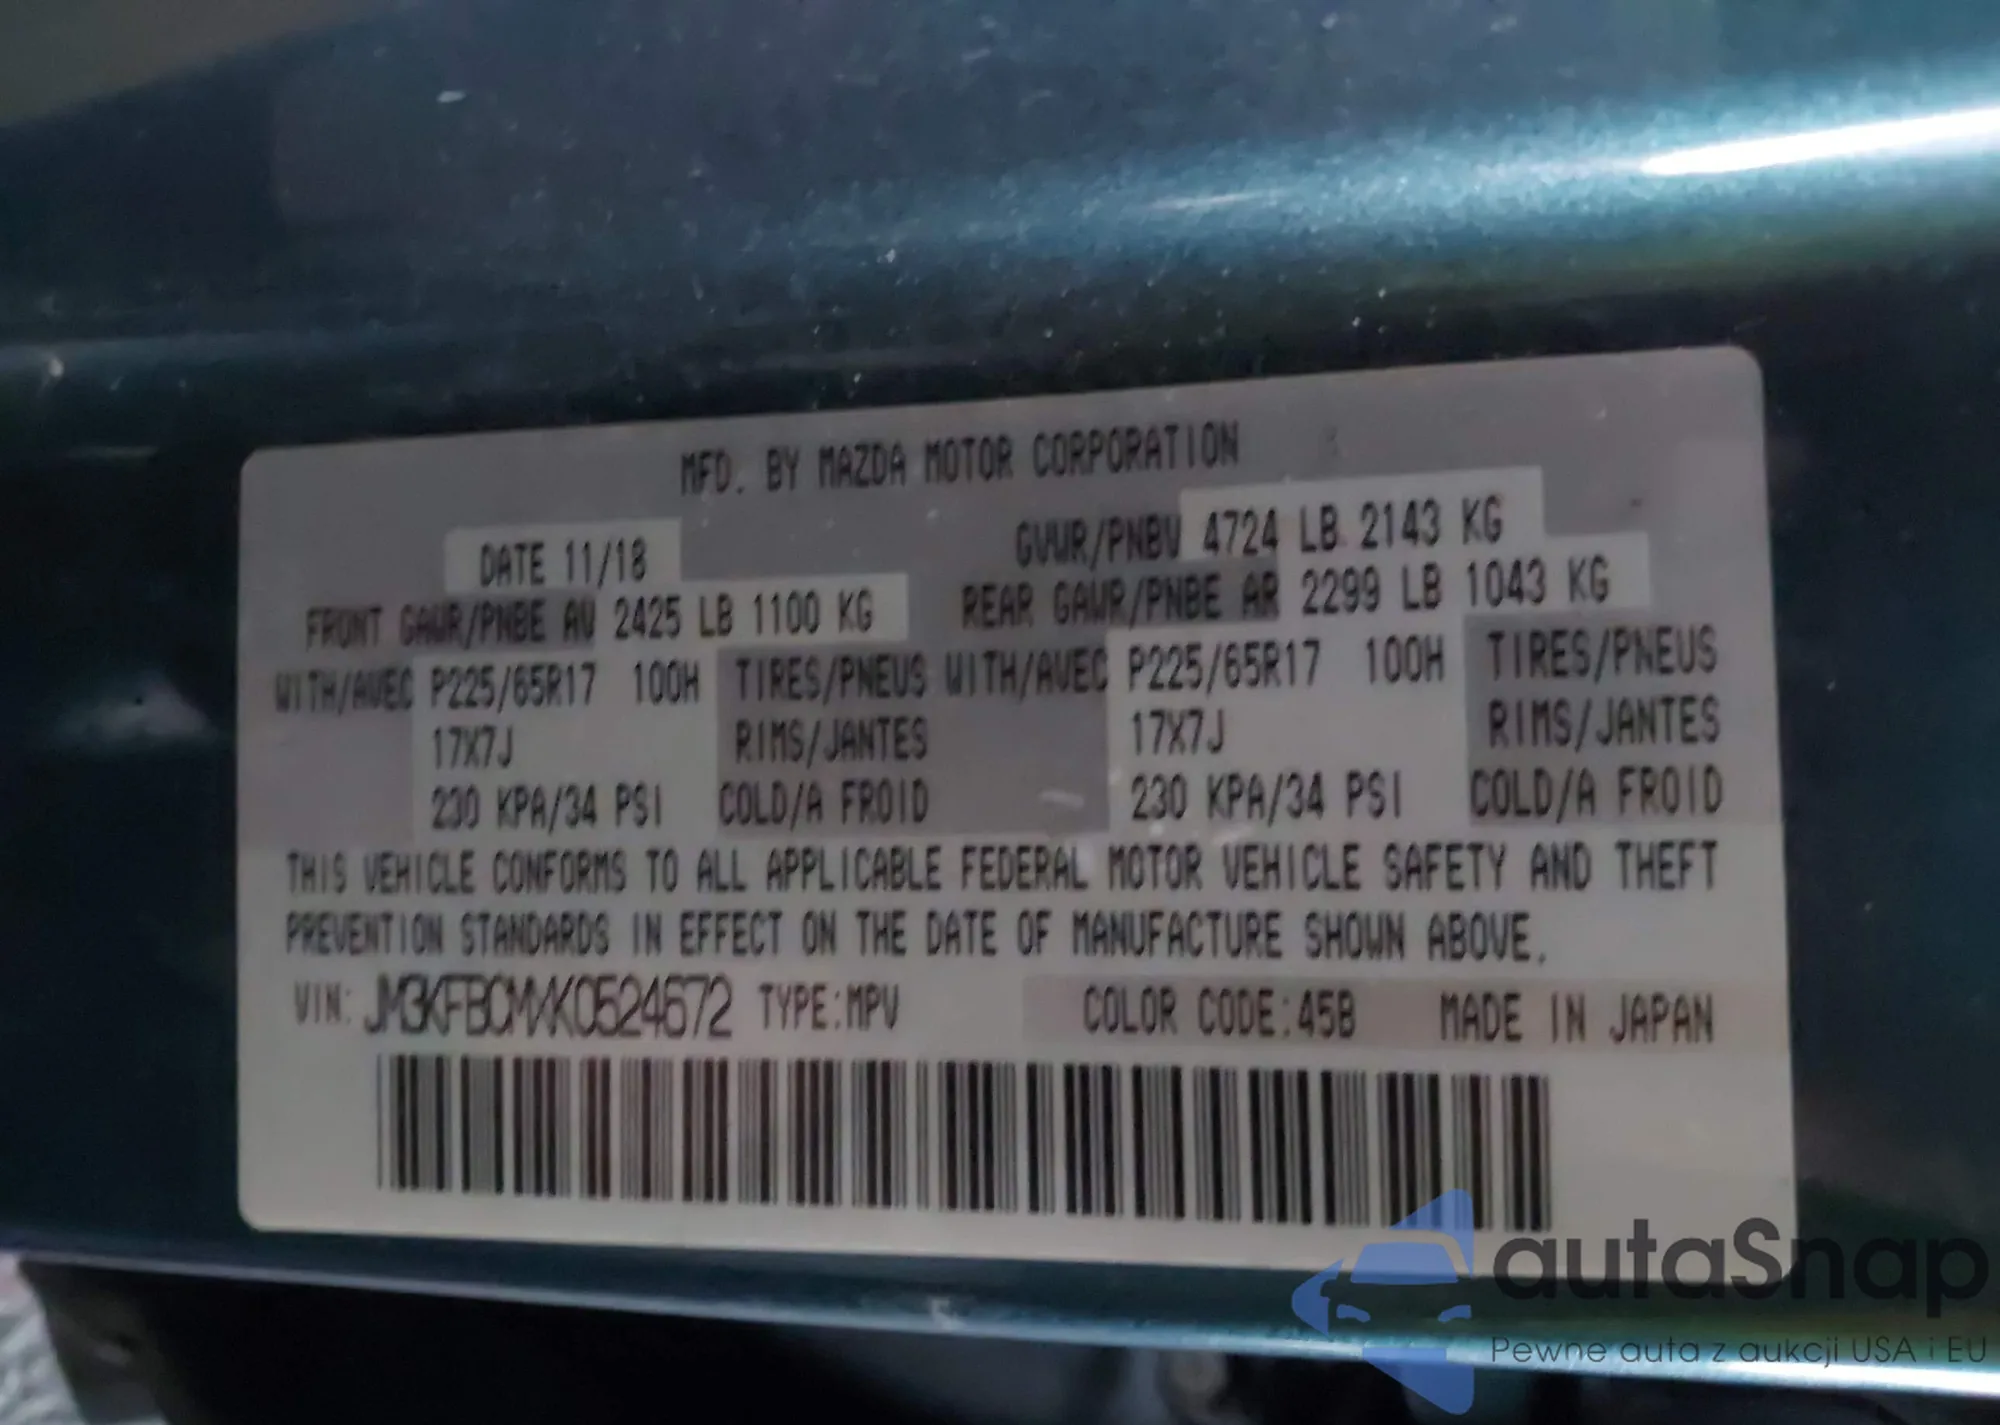 MFD. BY MAZDA MOTOR CORPORATION
DATE 11/18 GVWR/PNBV 4724 LB 2143 KG
FRONT GAWR/PNBE AV 2425 LB 1100 KG REAR GAWR/PNBE AR 2299 LB 1043 KG
WITH/AVEC P225/65R17 100H TIRES/PNEUS WITH/AVEC P225/65R17 100H TIRES/PNEUS
17X7J RIMS/JANTES 17X7J RIMS/JANTES
230 KPA/34 PSI COLD/A FROID 230 KPA/34 PSI COLD/A FROID
THIS VEHICLE CONFORMS TO ALL APPLICABLE FEDERAL MOTOR VEHICLE SAFETY AND THEFT
PREVENTION STANDARDS IN EFFECT ON THE DATE OF MANUFACTURE SHOWN ABOVE.
VIN: JM3KFBCMXK0524672 TYPE:MPV COLOR CODE:45B MADE IN JAPAN
autaSnap
Pewne auta z aukcji USA i EU